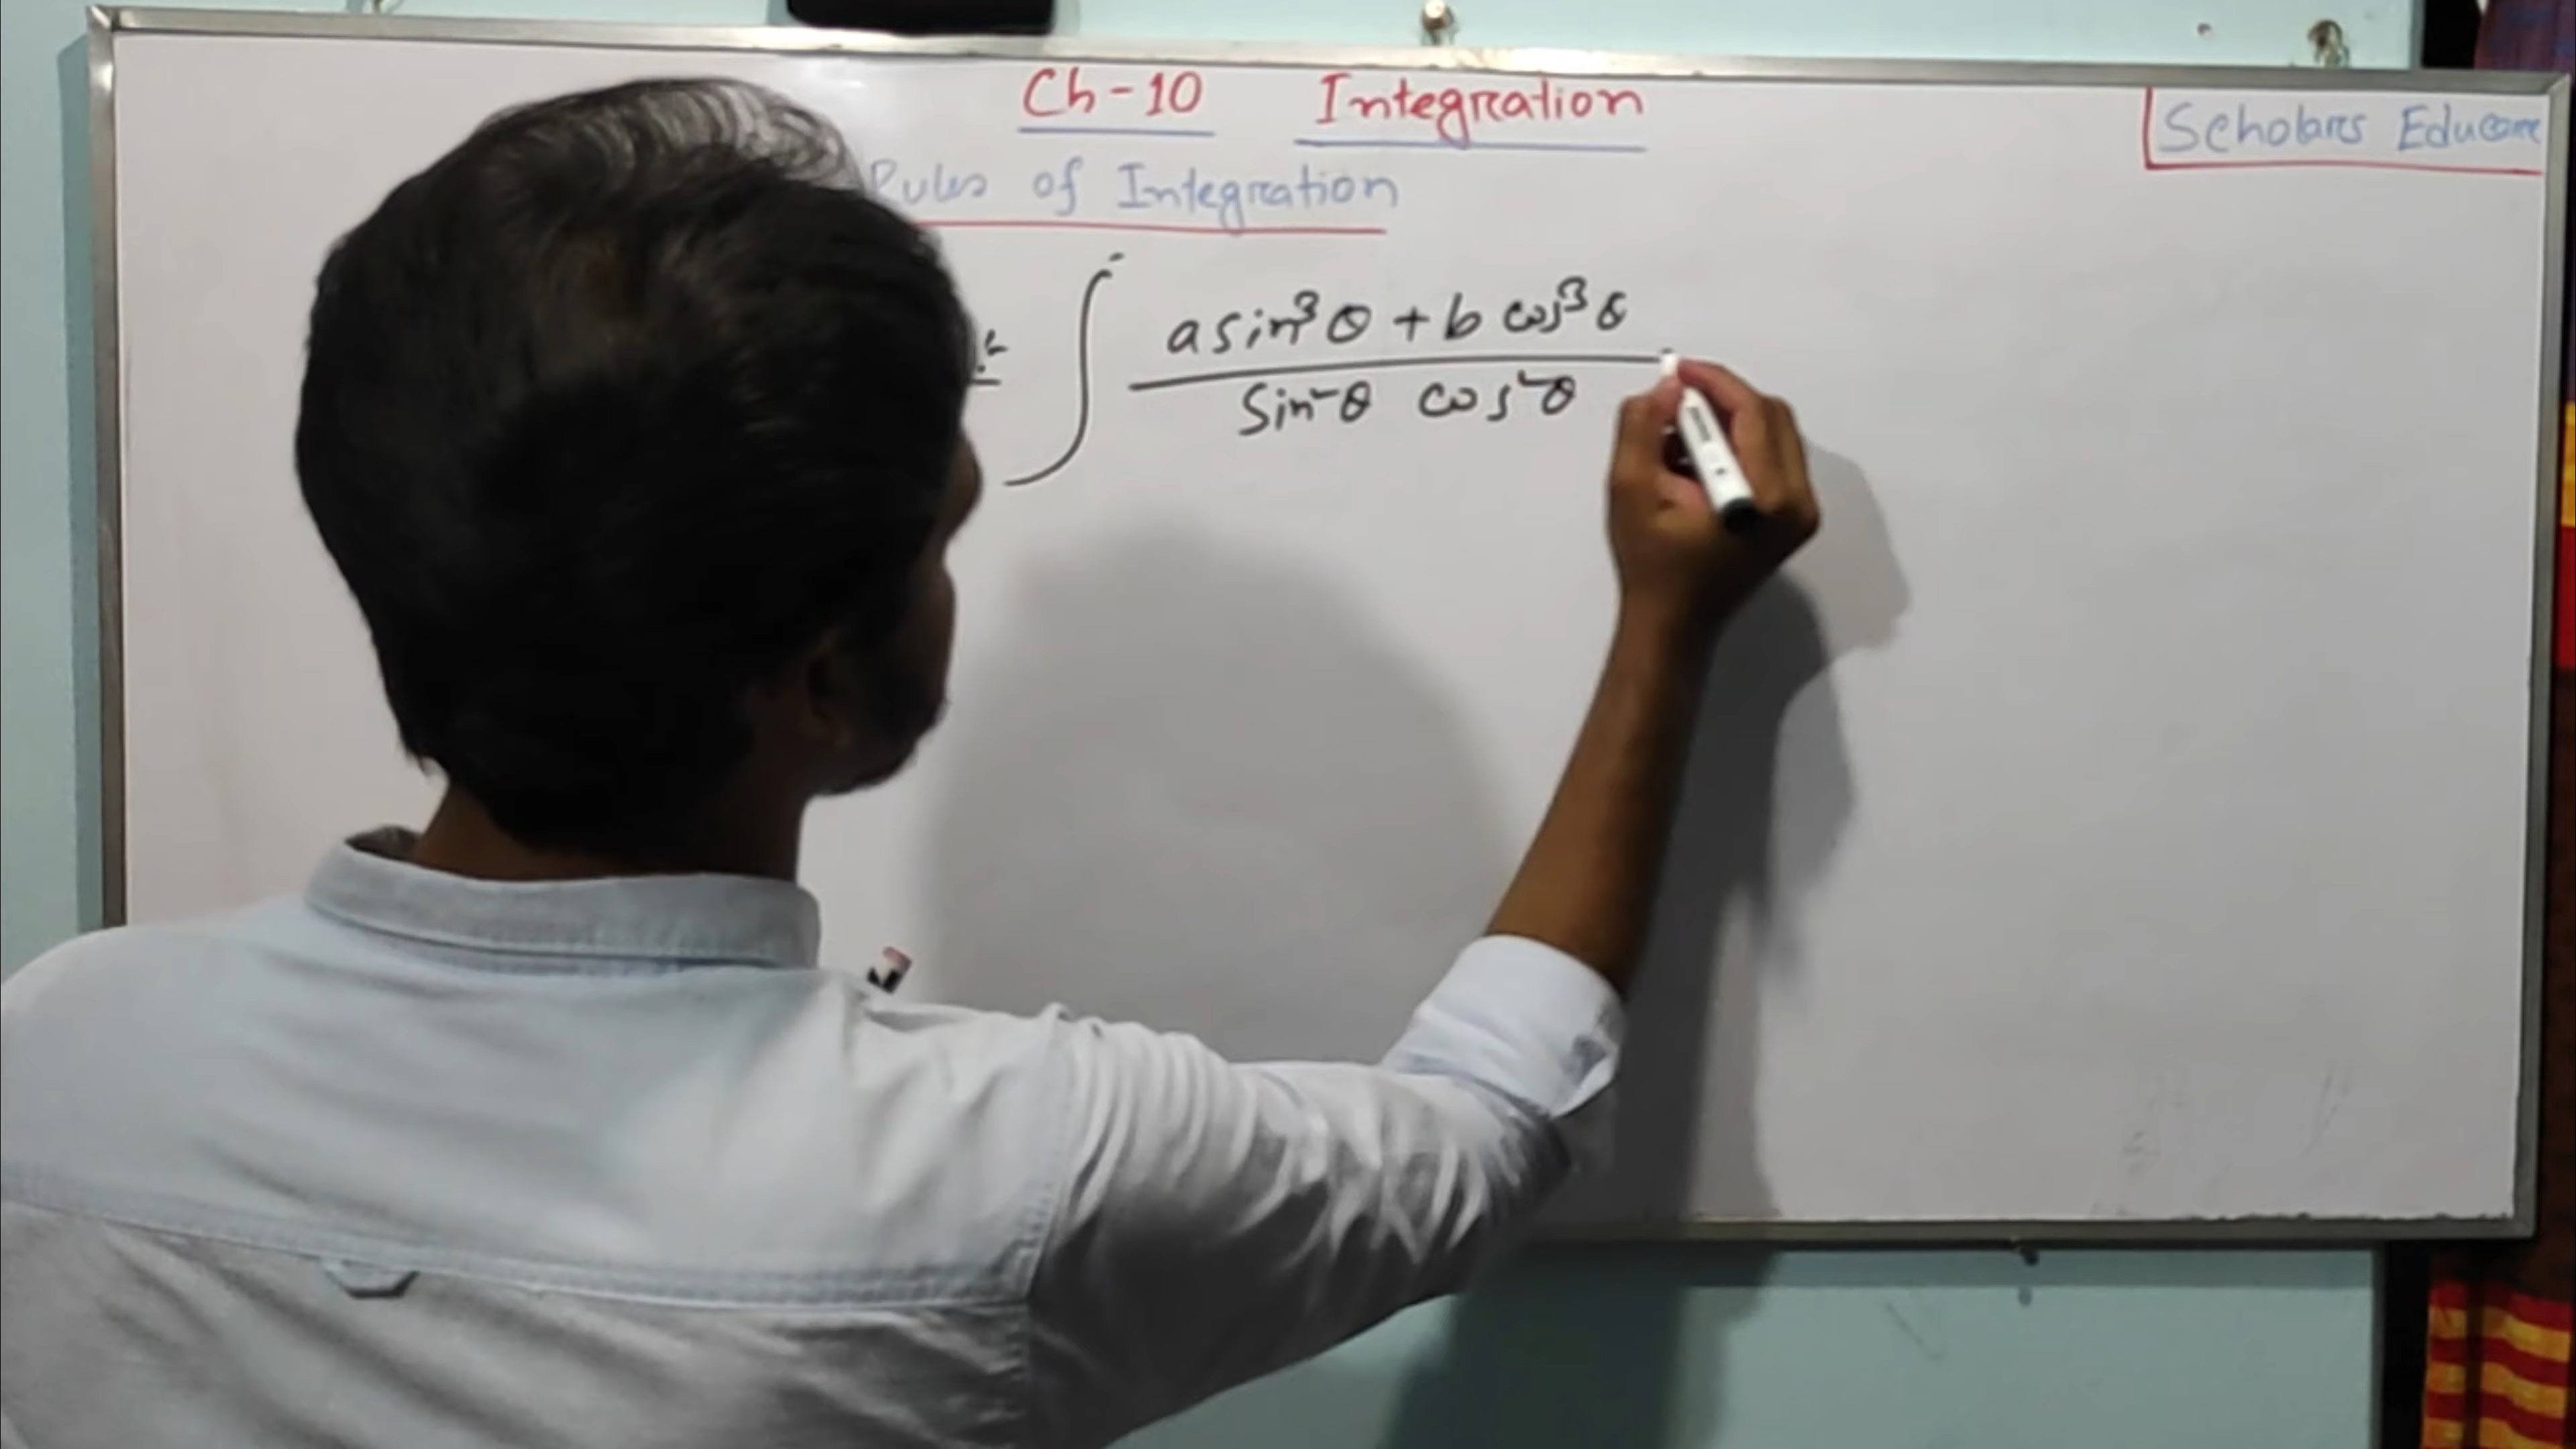 Ch-10 Integration
Scholars Educare
Rules of Integration
∫ (a sin³θ + b cos³θ) / (sin²θ cos²θ)